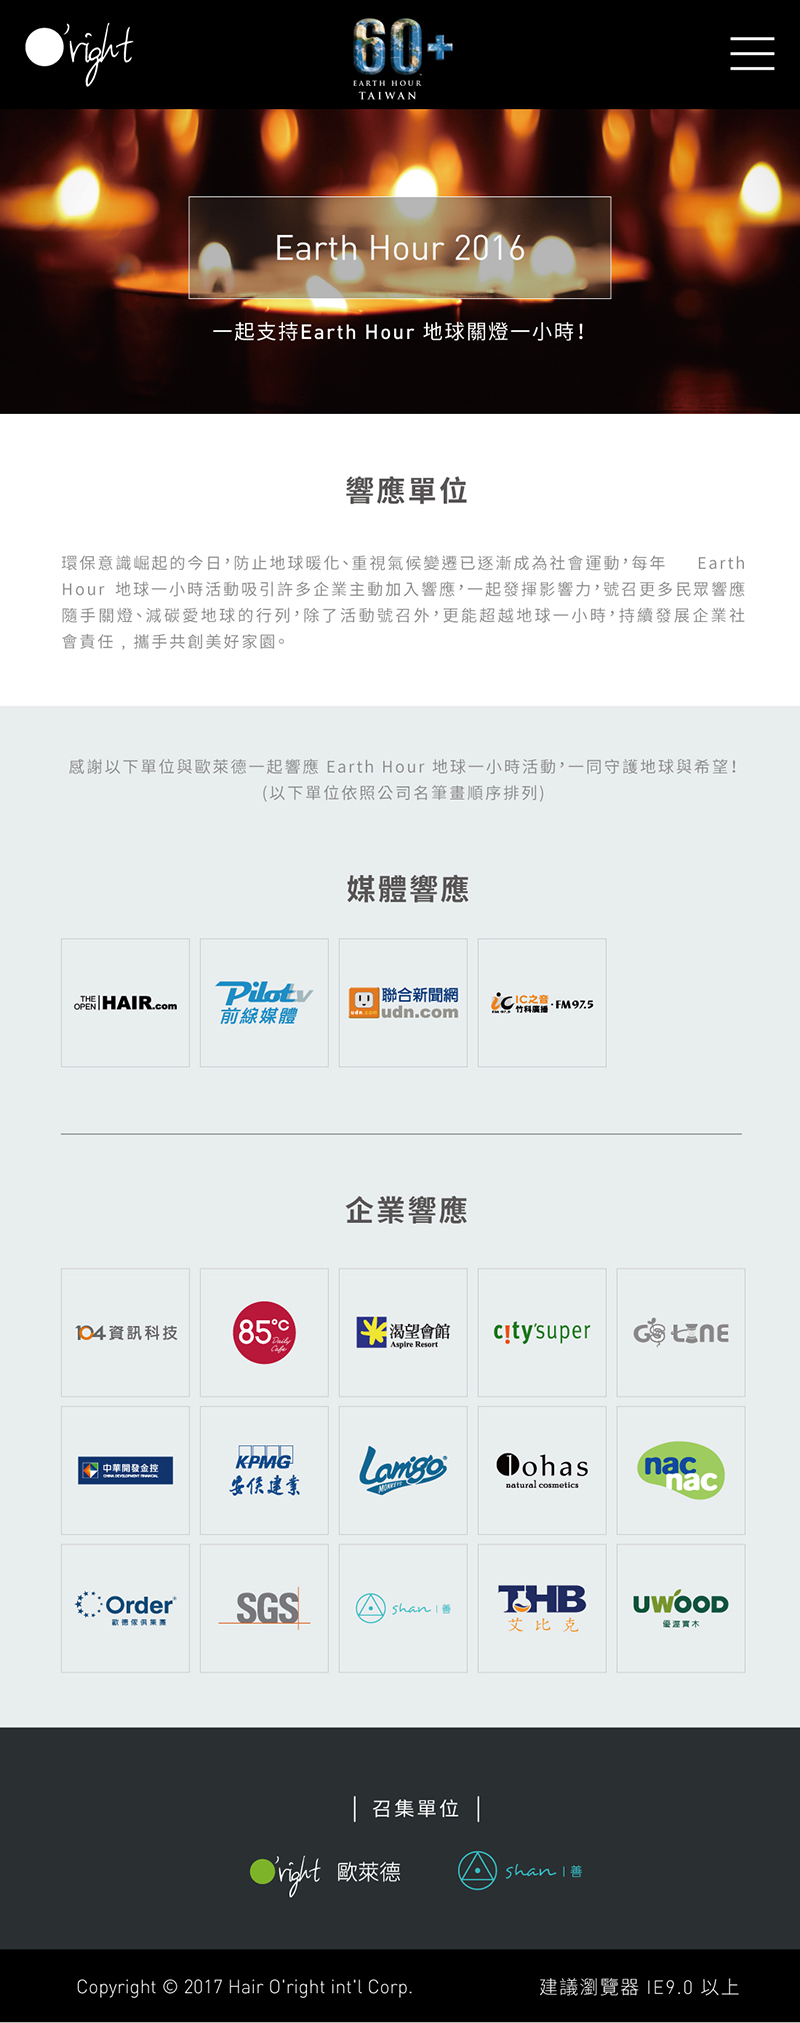 O'right
60+
EARTH HOUR
TAIWAN
Earth Hour 2016
一起支持Earth Hour 地球關燈一小時！
響應單位
環保意識崛起的今日，防止地球暖化、重視氣候變遷已逐漸成為社會運動，每年 Earth
Hour 地球一小時活動吸引許多企業主動加入響應，一起發揮影響力，號召更多民眾響應
隨手關燈、減碳愛地球的行列，除了活動號召外，更能超越地球一小時，持續發展企業社
會責任，攜手共創美好家園。
感謝以下單位與歐萊德一起響應 Earth Hour 地球一小時活動，一同守護地球與希望！
(以下單位依照公司名筆畫順序排列)
媒體響應
THE OPEN HAIR.com
Pilotv
前線媒體
聯合新聞網
udn.com udn.com
iC IC之音 竹科廣播 · FM97.5
FM 97.5
企業響應
104資訊科技
85°C Daily Cafe
渴望會館
Aspire Resort
c!ty'super
GS LINE
中華開發金控
CHINA DEVELOPMENT FINANCIAL
KPMG
安侯建業
Lamigo
MONKEYS
lohas
natural cosmetics
nac nac
Order
歐德傢俱集團
SGS
shan | 善
THB
艾比克
UWOOD
優渥實木
| 召集單位 |
O'right 歐萊德
shan | 善
Copyright © 2017 Hair O'right int'l Corp.
建議瀏覽器 IE9.0 以上